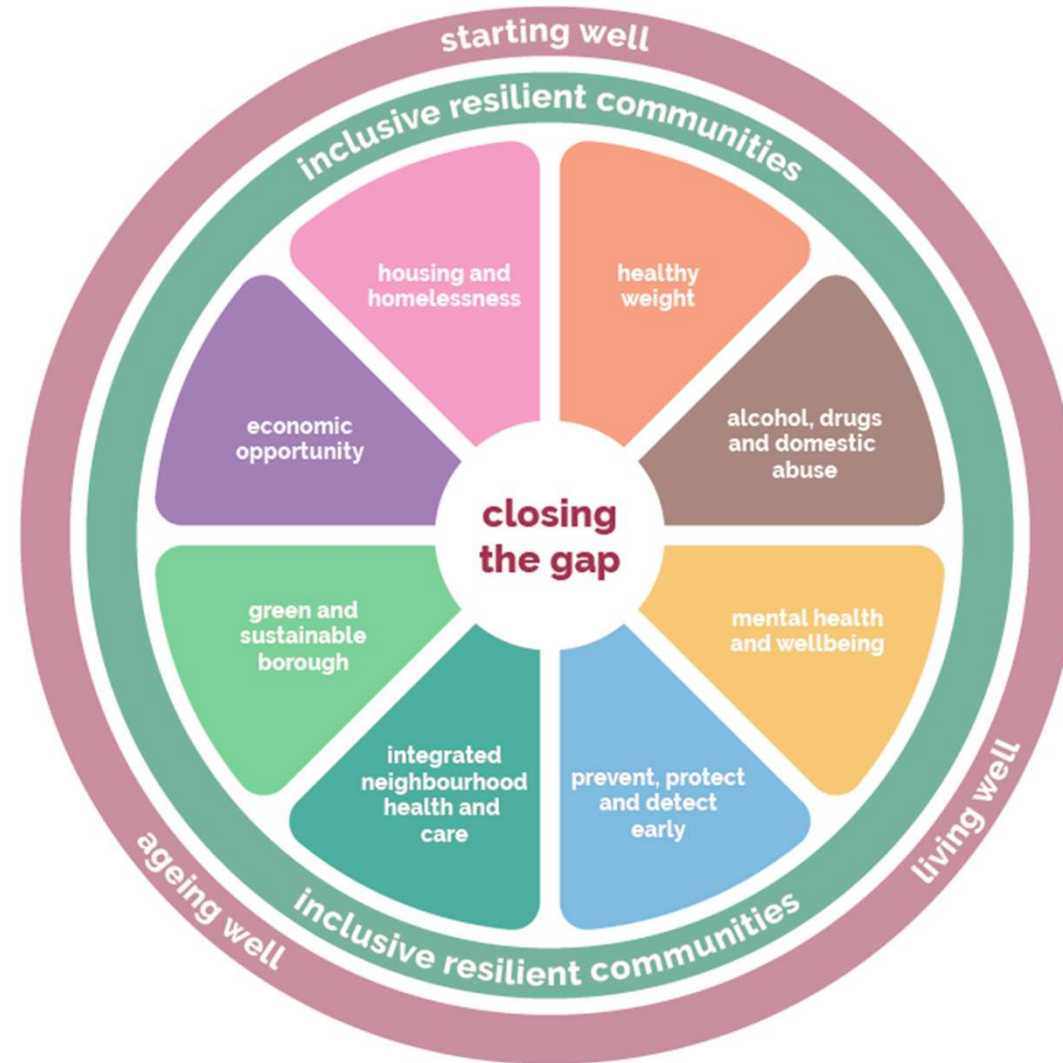 starting well
inclusive resilient communities
housing and
homelessness
healthy
weight
economic
opportunity
alcohol, drugs
and domestic
abuse
closing
the gap
green and
sustainable
borough
mental health
and wellbeing
integrated
neighbourhood
health and
care
prevent, protect
and detect
early
ageing well
living well
inclusive resilient communities